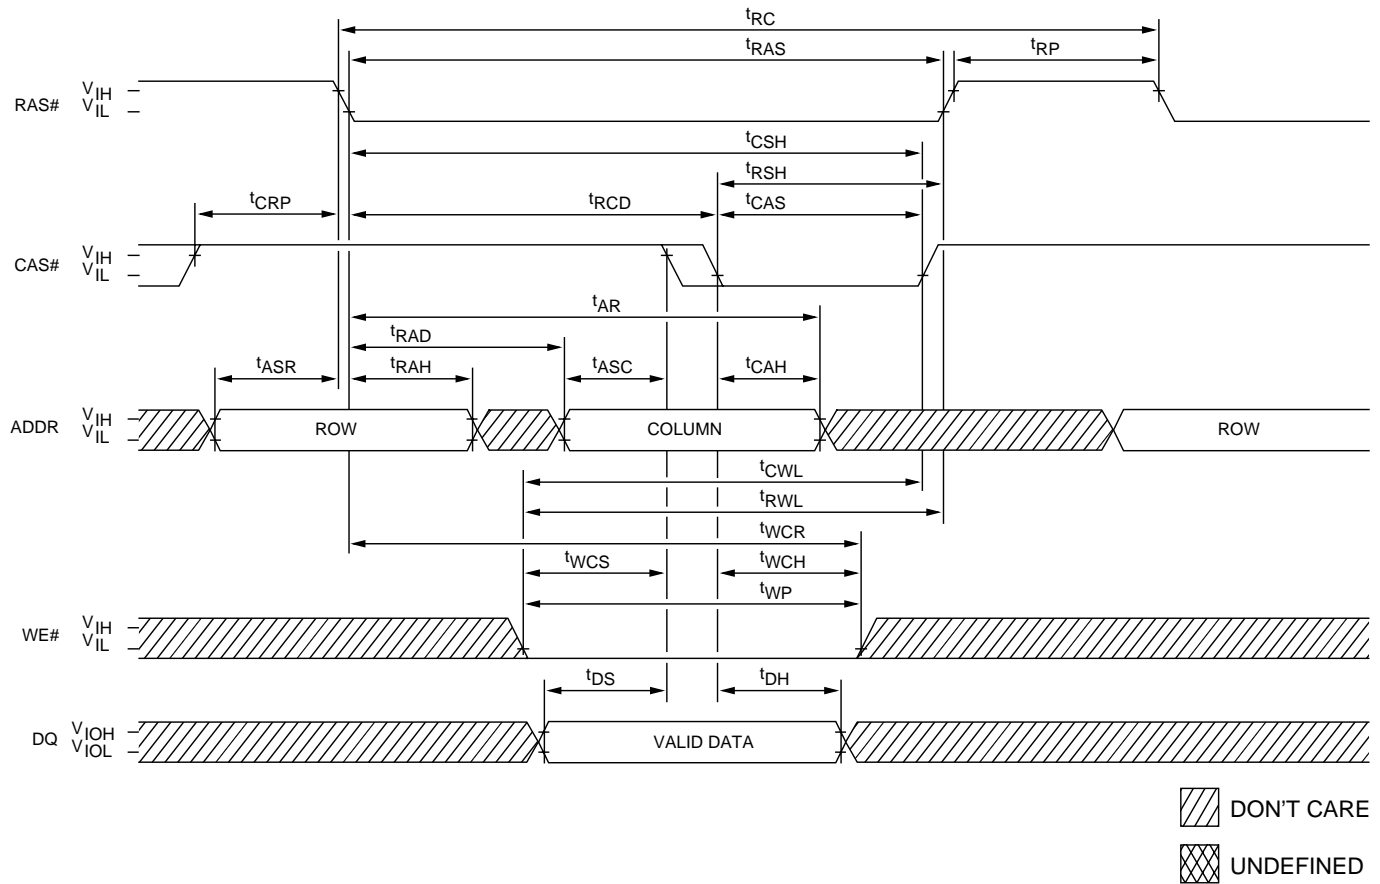 tRC
tRAS
tRP
RAS#
VIH
VIL
tCSH
tRSH
tCRP
tRCD
tCAS
CAS#
VIH
VIL
tAR
tRAD
tASR
tRAH
tASC
tCAH
ADDR
VIH
VIL
ROW
COLUMN
ROW
tCWL
tRWL
tWCR
tWCS
tWCH
tWP
WE#
VIH
VIL
tDS
tDH
DQ
VIOH
VIOL
VALID DATA
DON'T CARE
UNDEFINED